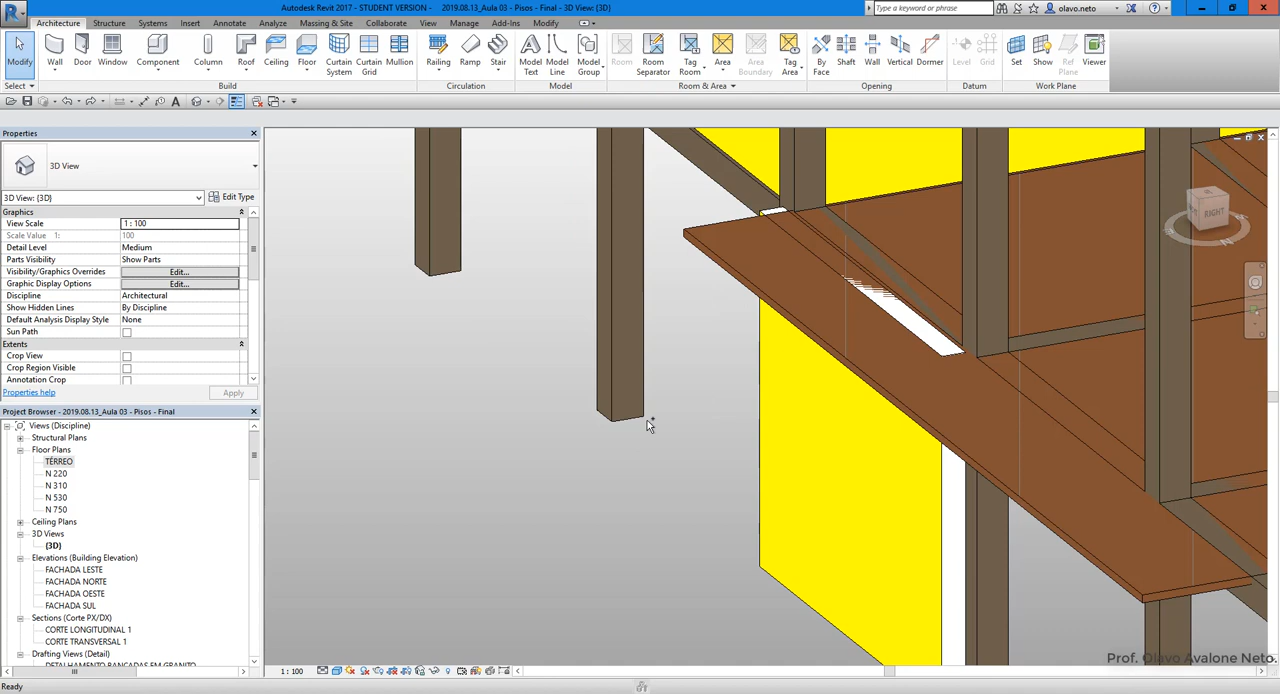 Autodesk Revit 2017 - STUDENT VERSION - 2019.08.13_Aula 03 - Pisos - Final - 3D View: {3D}
Type a keyword or phrase
olavo.neto
Architecture Structure Systems Insert Annotate Analyze Massing & Site Collaborate View Manage Add-Ins Modify
Modify Wall Door Window Component Column Roof Ceiling Floor Curtain System Curtain Grid Mullion Railing Ramp Stair Model Text Model Line Model Group Room Room Separator Tag Room Area Area Boundary Tag Area By Face Shaft Wall Vertical Dormer Level Grid Set Show Ref Plane Viewer
Select Build Circulation Model Room & Area Opening Datum Work Plane
Properties
3D View
3D View: {3D} Edit Type
Graphics
View Scale 1 : 100
Scale Value 1: 100
Detail Level Medium
Parts Visibility Show Parts
Visibility/Graphics Overrides Edit...
Graphic Display Options Edit...
Discipline Architectural
Show Hidden Lines By Discipline
Default Analysis Display Style None
Sun Path
Extents
Crop View
Crop Region Visible
Annotation Crop
Properties help Apply
Project Browser - 2019.08.13_Aula 03 - Pisos - Final
Views (Discipline)
Structural Plans
Floor Plans
TÉRREO
N 220
N 310
N 530
N 750
Ceiling Plans
3D Views
{3D}
Elevations (Building Elevation)
FACHADA LESTE
FACHADA NORTE
FACHADA OESTE
FACHADA SUL
Sections (Corte PX/DX)
CORTE LONGITUDINAL 1
CORTE TRANSVERSAL 1
Drafting Views (Detail)
DETALHAMENTO BANCADAS EM GRANITO
RIGHT
1 : 100
Prof. Olavo Avalone Neto.
Ready